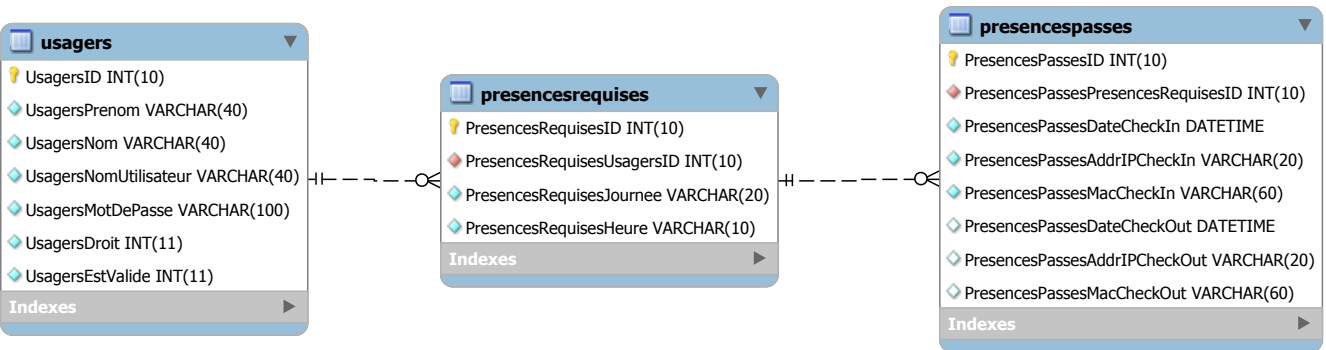 usagers
UsagersID INT(10)
UsagersPrenom VARCHAR(40)
UsagersNom VARCHAR(40)
UsagersNomUtilisateur VARCHAR(40)
UsagersMotDePasse VARCHAR(100)
UsagersDroit INT(11)
UsagersEstValide INT(11)
Indexes
presencesrequises
PresencesRequisesID INT(10)
PresencesRequisesUsagersID INT(10)
PresencesRequisesJournee VARCHAR(20)
PresencesRequisesHeure VARCHAR(10)
Indexes
presencespasses
PresencesPassesID INT(10)
PresencesPassesPresencesRequisesID INT(10)
PresencesPassesDateCheckIn DATETIME
PresencesPassesAddrIPCheckIn VARCHAR(20)
PresencesPassesMacCheckIn VARCHAR(60)
PresencesPassesDateCheckOut DATETIME
PresencesPassesAddrIPCheckOut VARCHAR(20)
PresencesPassesMacCheckOut VARCHAR(60)
Indexes